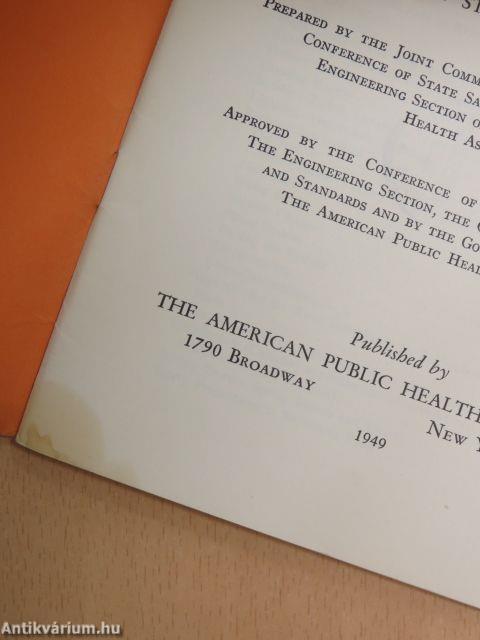 PREPARED BY THE JOINT COMM
CONFERENCE OF STATE SA
ENGINEERING SECTION O
HEALTH AS
APPROVED BY THE CONFERENCE OF
THE ENGINEERING SECTION, THE
AND STANDARDS AND BY THE GO
THE AMERICAN PUBLIC HEAL
Published by
THE AMERICAN PUBLIC HEALTH
1790 BROADWAY
NEW Y
1949
Antikvárium.hu